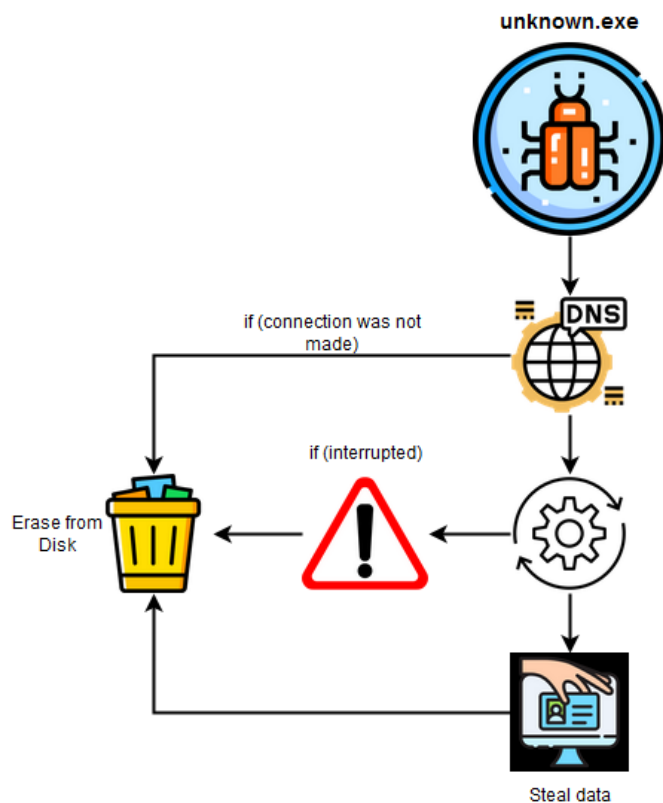 unknown.exe
DNS
if (connection was not
made)
if (interrupted)
Erase from
Disk
Steal data